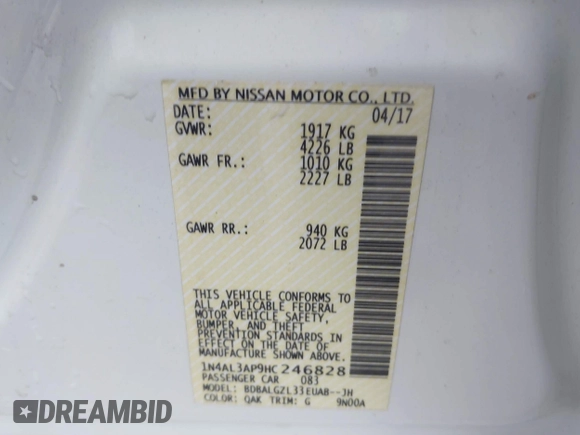 MFD BY NISSAN MOTOR CO., LTD.
DATE: 04/17
GVWR: 1917 KG
4226 LB
GAWR FR.: 1010 KG
2227 LB
GAWR RR.: 940 KG
2072 LB
THIS VEHICLE CONFORMS TO
ALL APPLICABLE FEDERAL
MOTOR VEHICLE SAFETY,
BUMPER, AND THEFT
PREVENTION STANDARDS IN
EFFECT ON THE DATE OF
MANUFACTURE SHOWN ABOVE.
1N4AL3AP9HC246828
PASSENGER CAR 083
MODEL: BDBALGZL33EUAB--JH
COLOR: QAK TRIM: G 9N00A
© DEALERSHIPS
AUCTION